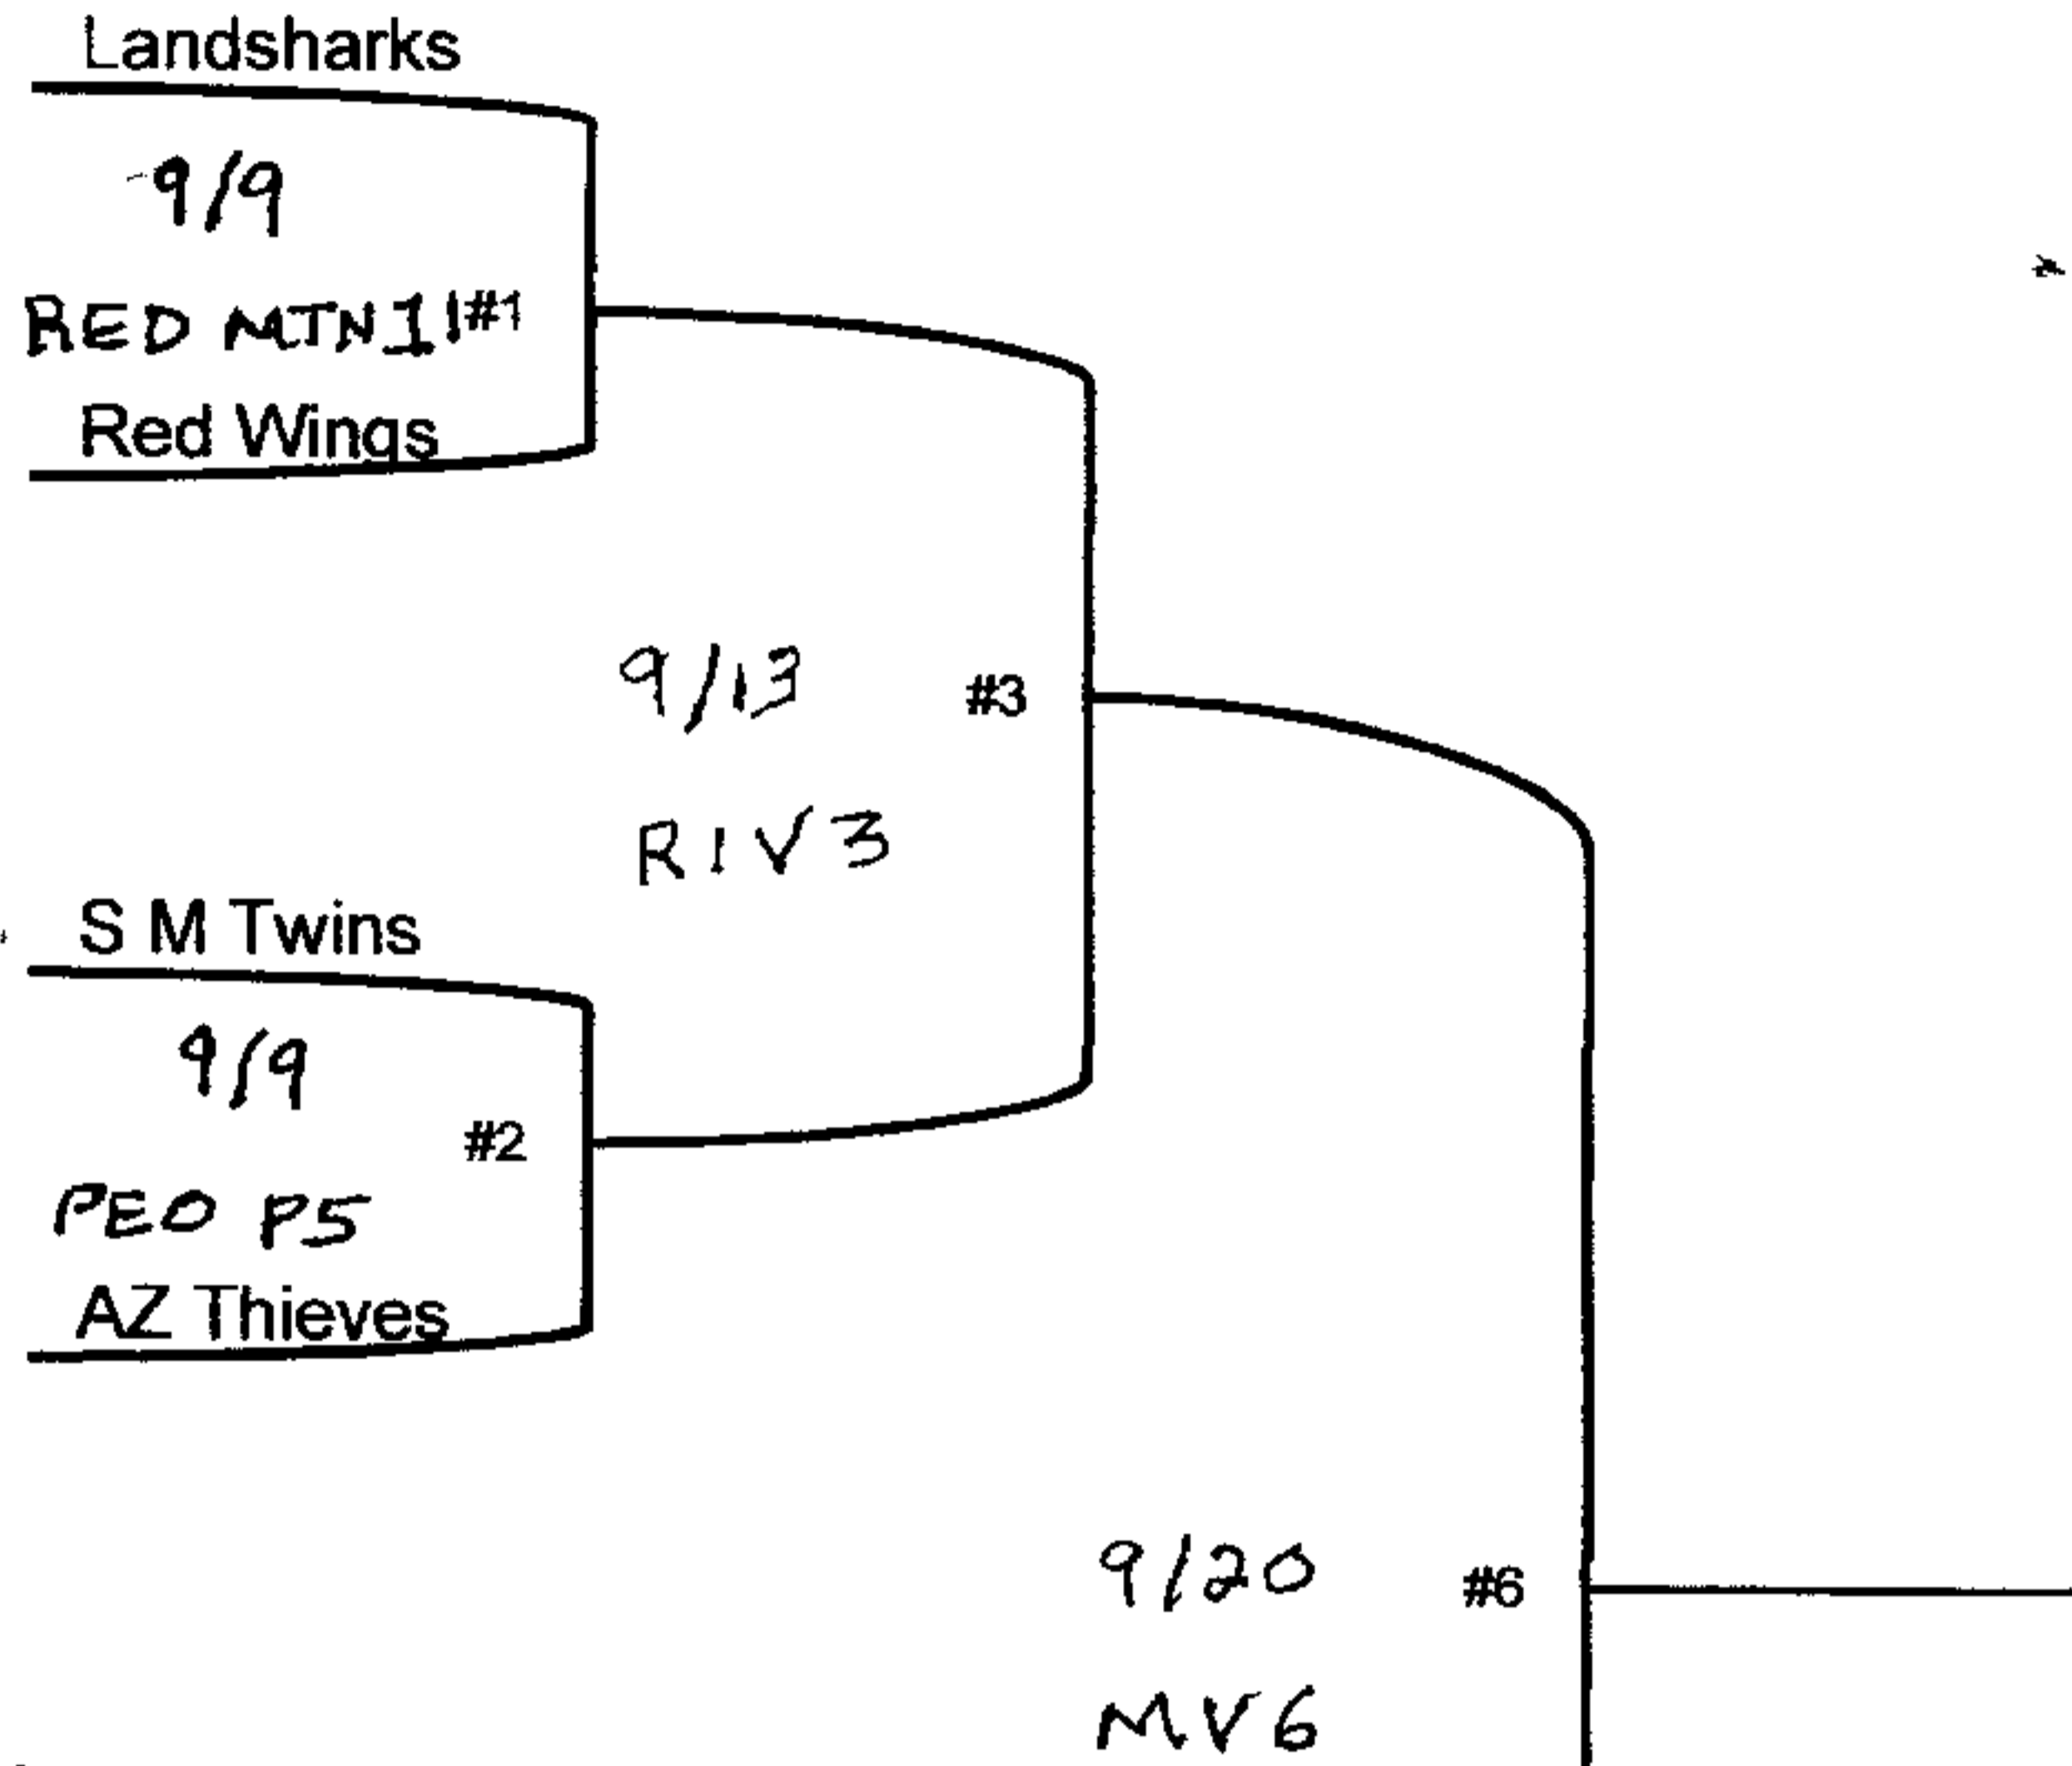 Landsharks
9/9
RED MTN 11 #1
Red Wings
9/13
#3
RIV 3
S M Twins
9/9
#2
PEO P5
AZ Thieves
9/20
#6
MV6